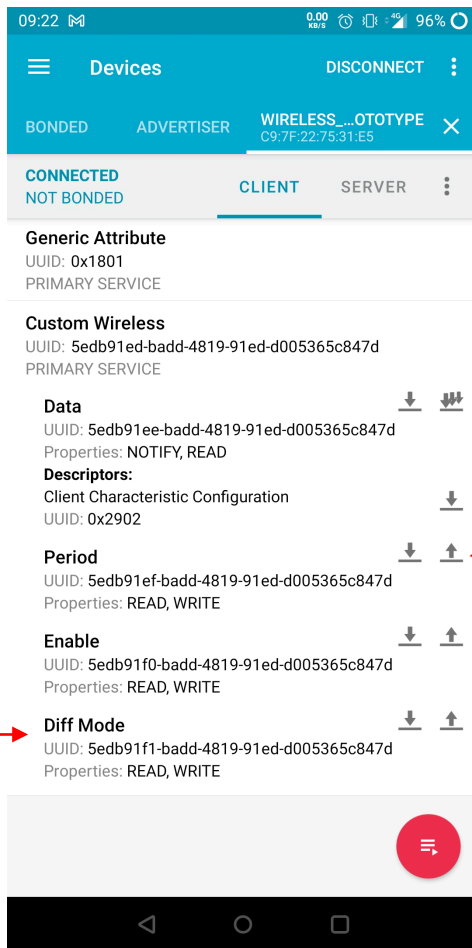 09:22 0.00 KB/S 4G 96%
Devices DISCONNECT
BONDED ADVERTISER WIRELESS_...OTOTYPE
C9:7F:22:75:31:E5
CONNECTED
NOT BONDED
CLIENT SERVER
Generic Attribute
UUID: 0x1801
PRIMARY SERVICE
Custom Wireless
UUID: 5edb91ed-badd-4819-91ed-d005365c847d
PRIMARY SERVICE
Data
UUID: 5edb91ee-badd-4819-91ed-d005365c847d
Properties: NOTIFY, READ
Descriptors:
Client Characteristic Configuration
UUID: 0x2902
Period
UUID: 5edb91ef-badd-4819-91ed-d005365c847d
Properties: READ, WRITE
Enable
UUID: 5edb91f0-badd-4819-91ed-d005365c847d
Properties: READ, WRITE
Diff Mode
UUID: 5edb91f1-badd-4819-91ed-d005365c847d
Properties: READ, WRITE